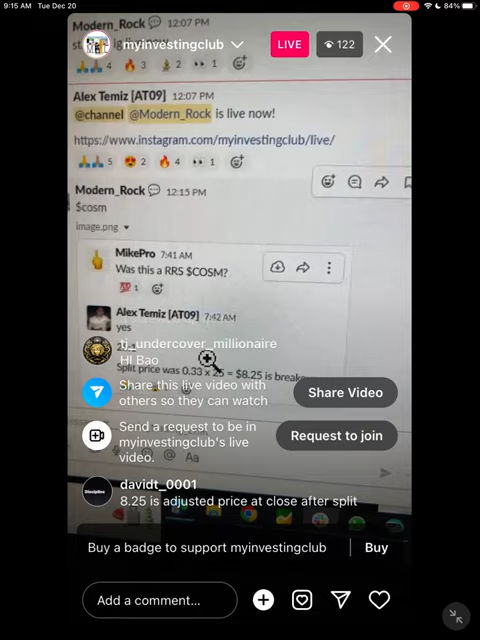 9:15 AM Tue Dec 20
84%
Modern_Rock 12:07 PM
myinvestingclub
LIVE
122
4
3
2
1
Alex Temiz [AT09] 12:07 PM
@channel @Modern_Rock is live now!
https://www.instagram.com/myinvestingclub/live/
5
2
4
1
Modern_Rock 12:15 PM
$cosm
image.png
MikePro 7:41 AM
Was this a RRS $COSM?
1
Alex Temiz [AT09] 7:42 AM
yes
tj_undercover_millionaire
HI Bao
Split price was 0.33 x 25 = $8.25 is break
Share this live video with
others so they can watch
Share Video
Send a request to be in
myinvestingclub's live
video.
Request to join
Aa
davidt_0001
8.25 is adjusted price at close after split
Discipline
Buy a badge to support myinvestingclub
Buy
Add a comment...